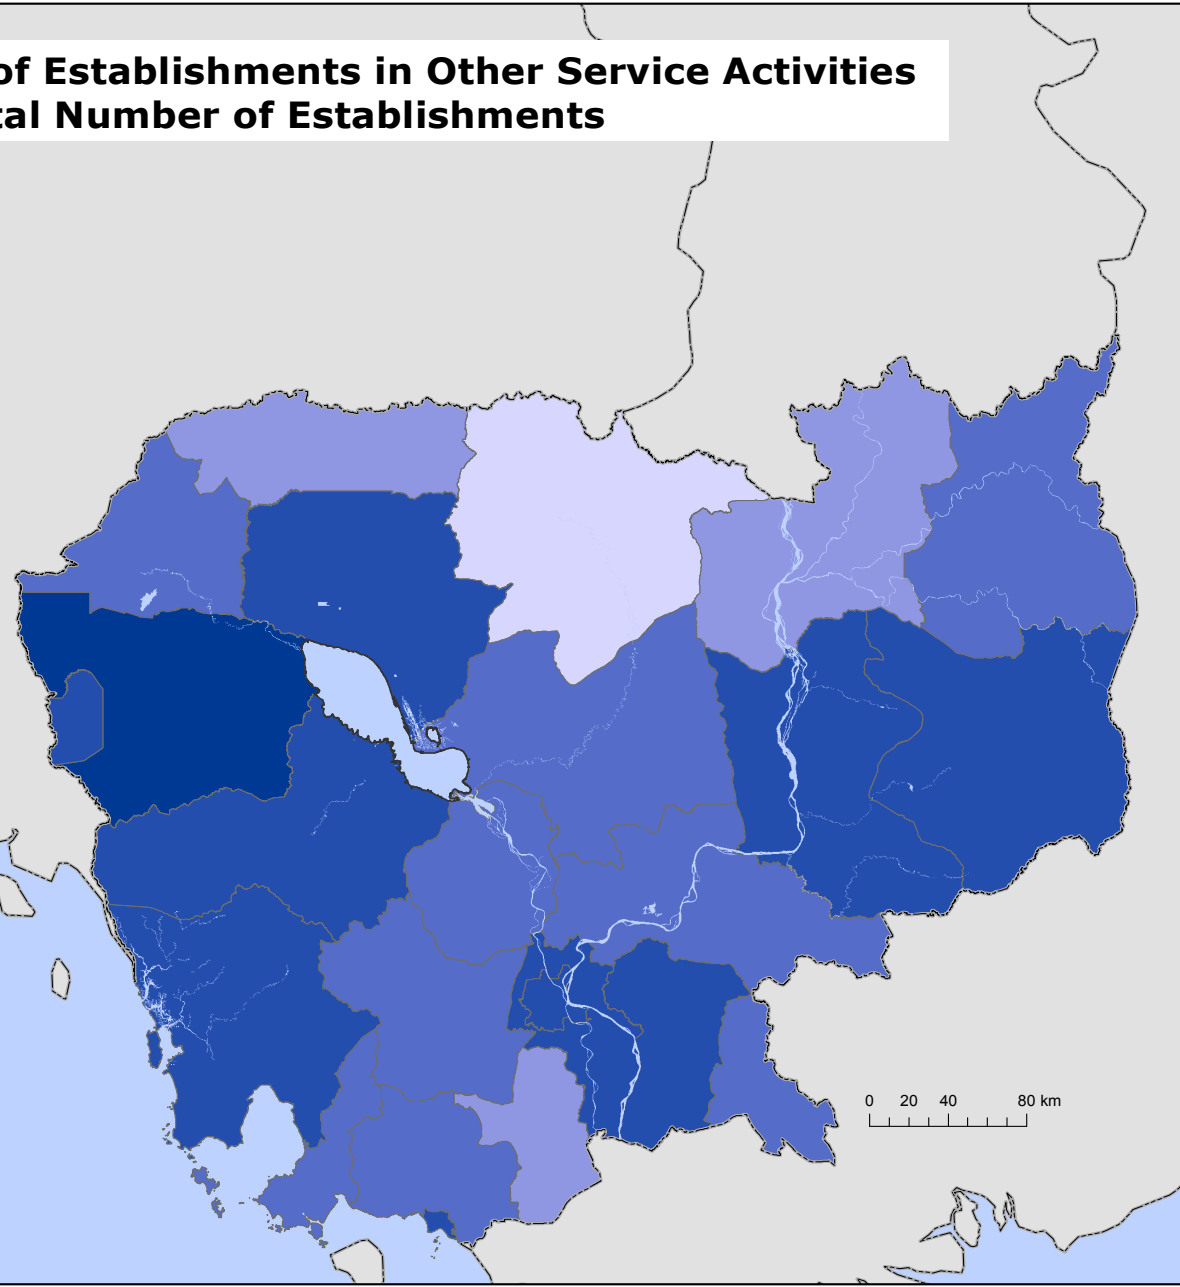 of Establishments in Other Service Activities
tal Number of Establishments
0 20 40 80 km